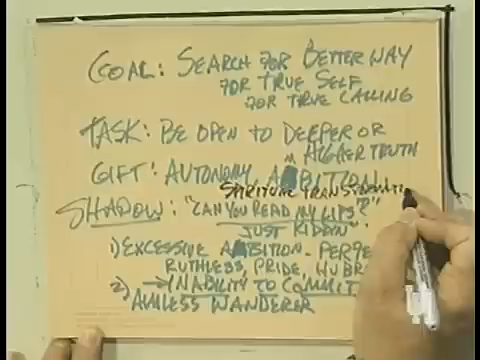 GOAL: SEARCH FOR BETTER WAY
FOR TRUE SELF
FOR TRUE CALLING
TASK: BE OPEN TO DEEPER OR
HIGHER TRUTH
GIFT: AUTONOMY, AMBITION,
SPIRITUAL
SHADOW: "CAN YOU READ MY LIPS?"
JUST KIDDIN'.
1) EXCESSIVE AMBITION-
RUTHLESS, PRIDE,
2) → INABILITY TO COMMIT
AIMLESS WANDERER